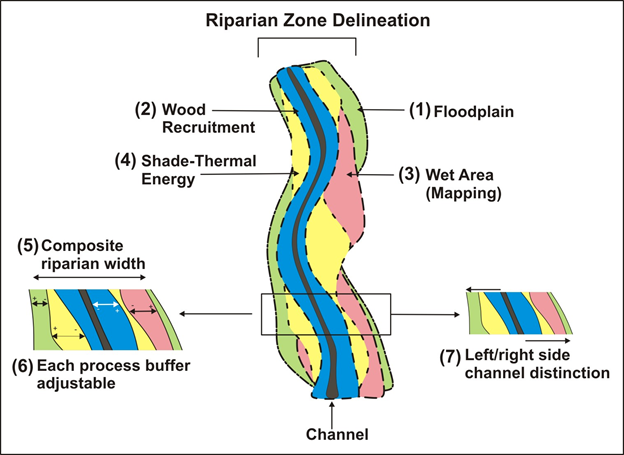 Riparian Zone Delineation
(2) Wood
Recruitment
(1) Floodplain
(4) Shade-Thermal
Energy
(3) Wet Area
(Mapping)
(5) Composite
riparian width
(6) Each process buffer
adjustable
(7) Left/right side
channel distinction
Channel